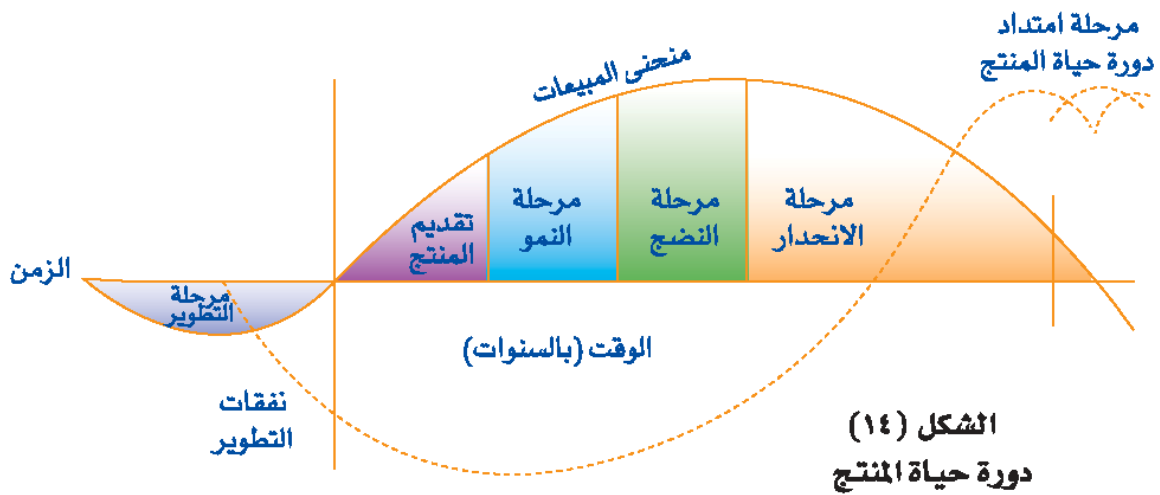 مرحلة امتداد
دورة حياة المنتج
منحنى المبيعات
مرحلة
الانحدار
مرحلة
النضج
مرحلة
النمو
تقديم
المنتج
الزمن
مرحلة
التطوير
الوقت (بالسنوات)
نفقات
التطوير
الشكل (١٤)
دورة حياة المنتج